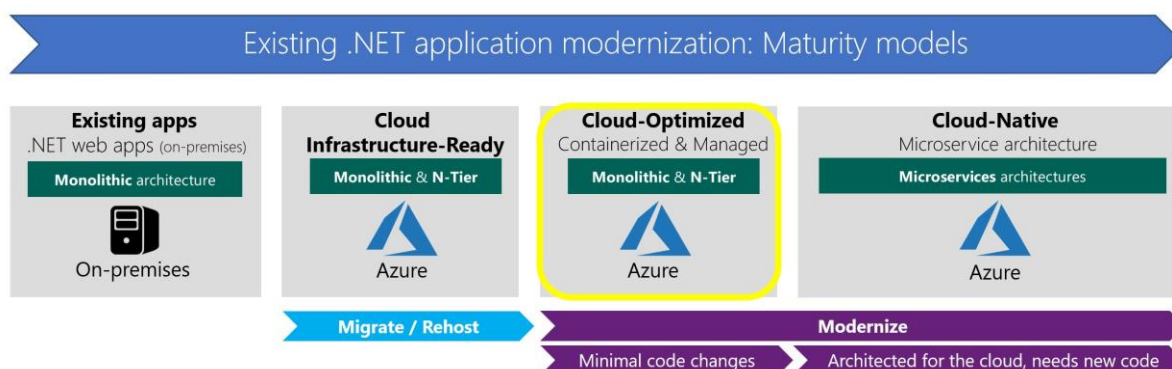 Existing .NET application modernization: Maturity models
Existing apps
.NET web apps (on-premises)
Monolithic architecture
On-premises
Cloud
Infrastructure-Ready
Monolithic & N-Tier
Azure
Cloud-Optimized
Containerized & Managed
Monolithic & N-Tier
Azure
Cloud-Native
Microservice architecture
Microservices architectures
Azure
Migrate / Rehost
Modernize
Minimal code changes
Architected for the cloud, needs new code